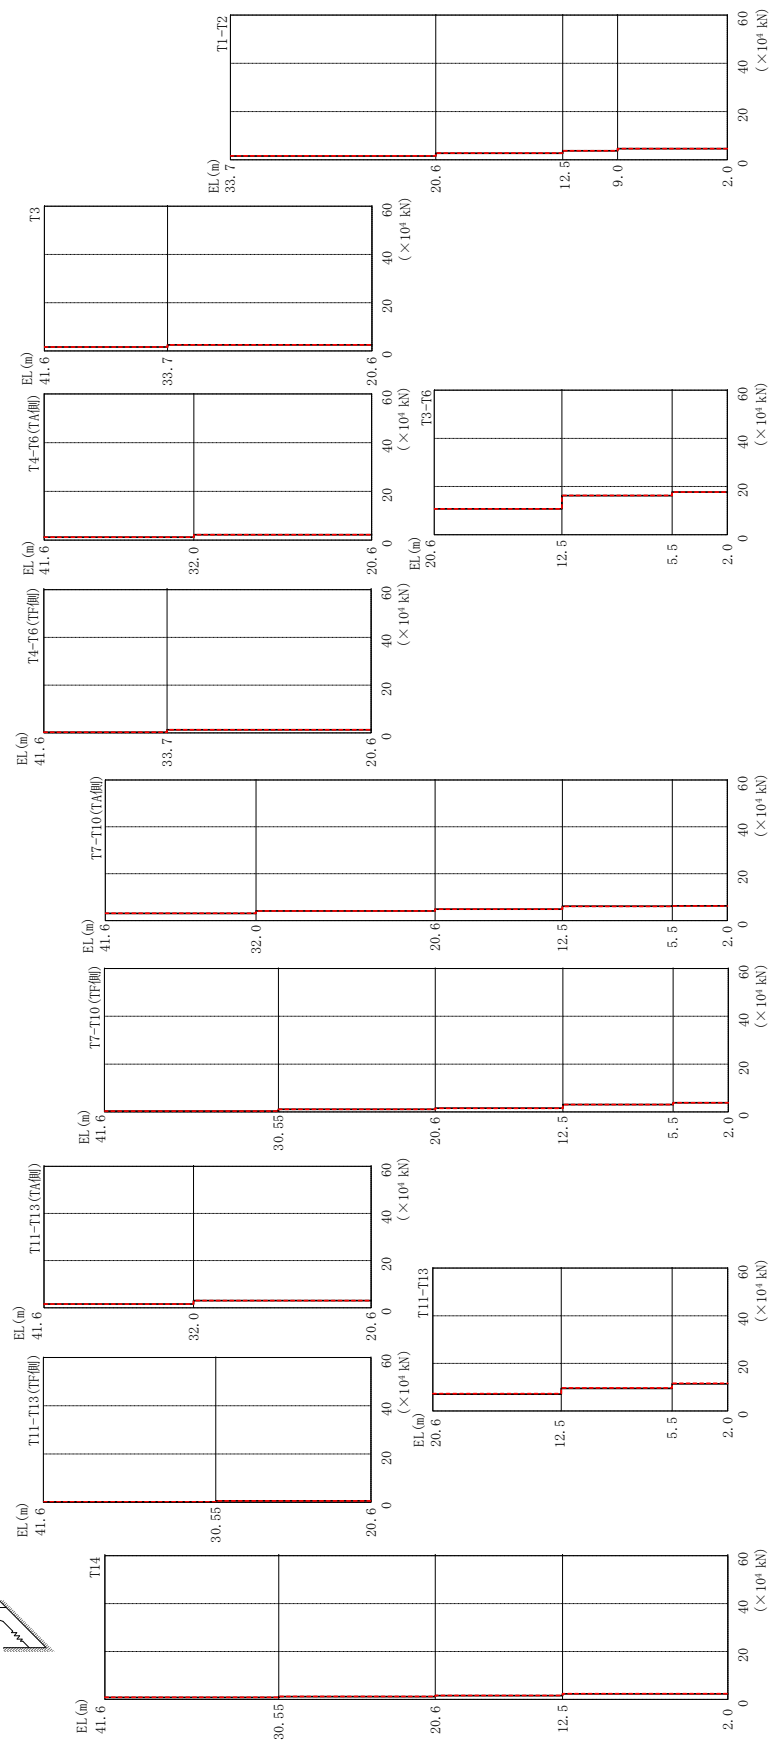 T1-T2
EL(m)
33.7
20.6
12.5
9.0
2.0
0
20
40
60
(×10⁴ kN)
T3
EL(m)
41.6
33.7
20.6
0
20
40
60
(×10⁴ kN)
T4-T6(TA側)
EL(m)
41.6
32.0
20.6
0
20
40
60
(×10⁴ kN)
T3-T6
EL(m)
20.6
12.5
5.5
2.0
0
20
40
60
(×10⁴ kN)
T4-T6(TF側)
EL(m)
41.6
33.7
20.6
0
20
40
60
(×10⁴ kN)
T7-T10(TA側)
EL(m)
41.6
32.0
20.6
12.5
5.5
2.0
0
20
40
60
(×10⁴ kN)
T7-T10(TF側)
EL(m)
41.6
30.55
20.6
12.5
5.5
2.0
0
20
40
60
(×10⁴ kN)
T11-T13(TA側)
EL(m)
41.6
32.0
20.6
0
20
40
60
(×10⁴ kN)
T11-T13
EL(m)
20.6
12.5
5.5
2.0
0
20
40
60
(×10⁴ kN)
T11-T13(TF側)
EL(m)
41.6
30.55
20.6
0
20
40
60
(×10⁴ kN)
T14
EL(m)
41.6
30.55
20.6
12.5
2.0
0
20
40
60
(×10⁴ kN)